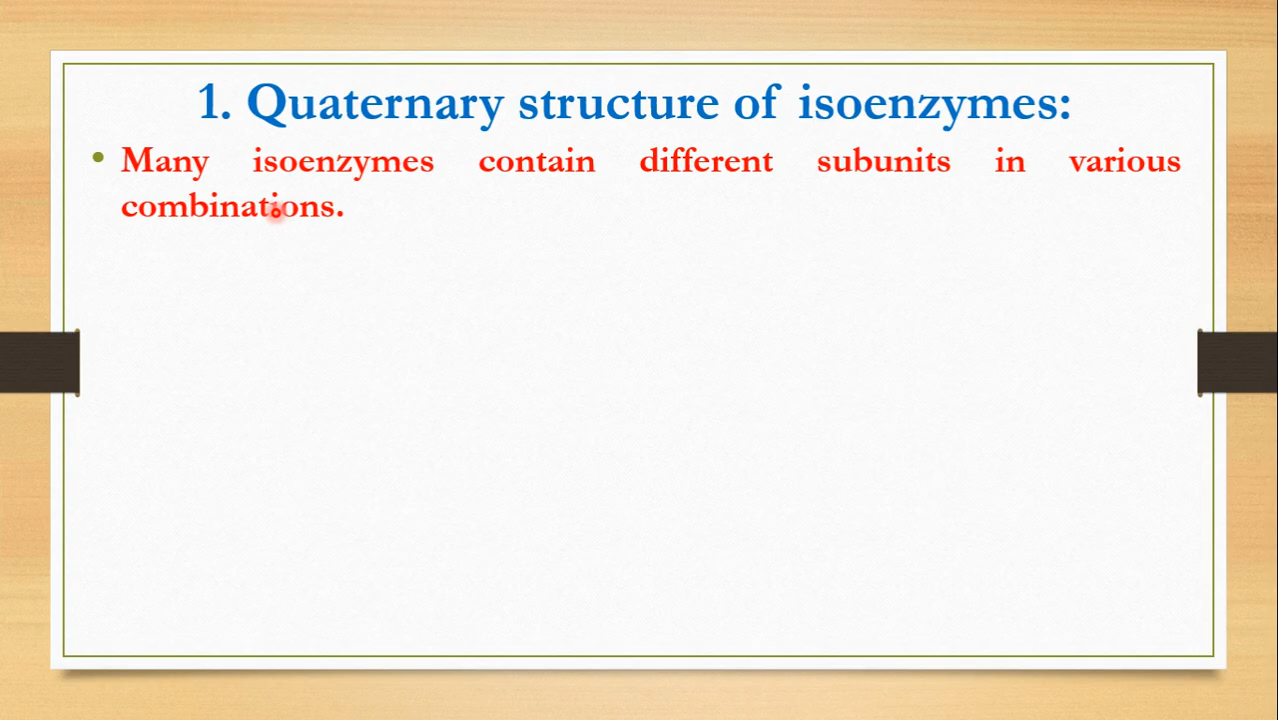 1. Quaternary structure of isoenzymes:
• Many isoenzymes contain different subunits in various
combinations.